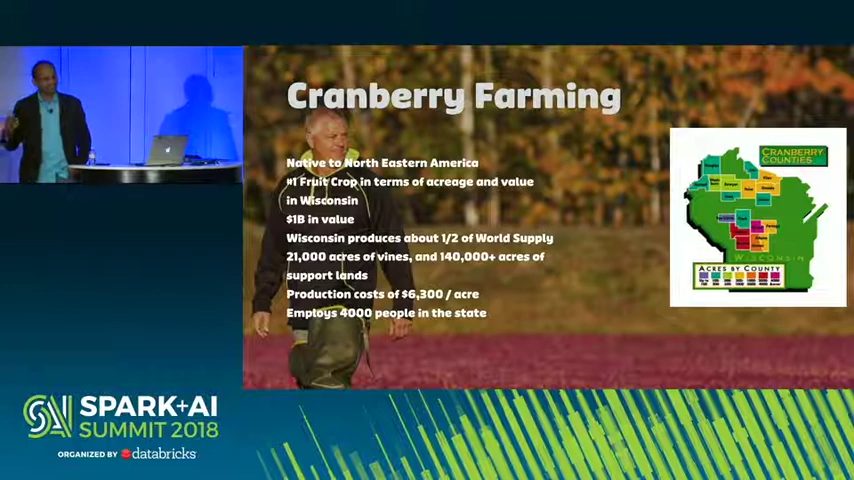 Cranberry Farming
Native to North Eastern America
#1 Fruit Crop in terms of acreage and value
in Wisconsin
$1B in value
Wisconsin produces about 1/2 of World Supply
21,000 acres of vines, and 140,000+ acres of
support lands
Production costs of $6,300 / acre
Employs 4000 people in the state
CRANBERRY
COUNTIES
WISCONSIN
ACRES BY COUNTY
SPARK+AI
SUMMIT 2018
ORGANIZED BY databricks